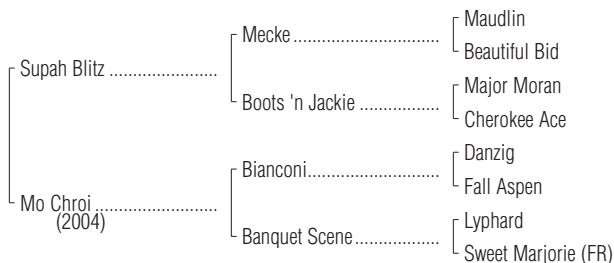 Maudlin
Mecke
Beautiful Bid
Supah Blitz
Major Moran
Boots 'n Jackie
Cherokee Ace
Danzig
Bianconi
Fall Aspen
Mo Chroi
(2004)
Lyphard
Banquet Scene
Sweet Marjorie (FR)